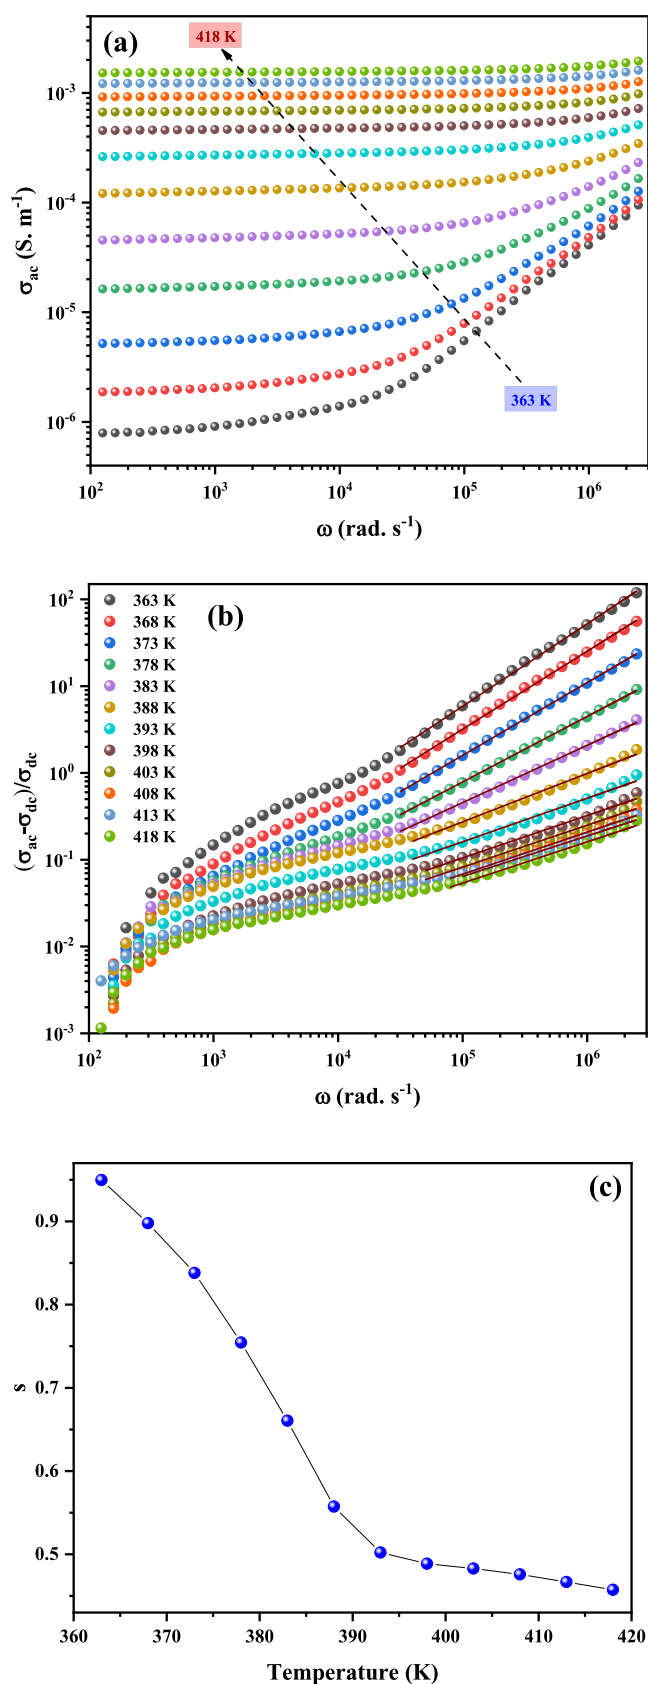 (a)
418 K
363 K
10⁻³
10⁻⁴
10⁻⁵
10⁻⁶
σac (S. m⁻¹)
10² 10³ 10⁴ 10⁵ 10⁶
ω (rad. s⁻¹)
(b)
363 K
368 K
373 K
378 K
383 K
388 K
393 K
398 K
403 K
408 K
413 K
418 K
10²
10¹
10⁰
10⁻¹
10⁻²
10⁻³
(σac-σdc)/σdc
10² 10³ 10⁴ 10⁵ 10⁶
ω (rad. s⁻¹)
(c)
0.9
0.8
0.7
0.6
0.5
s
360 370 380 390 400 410 420
Temperature (K)